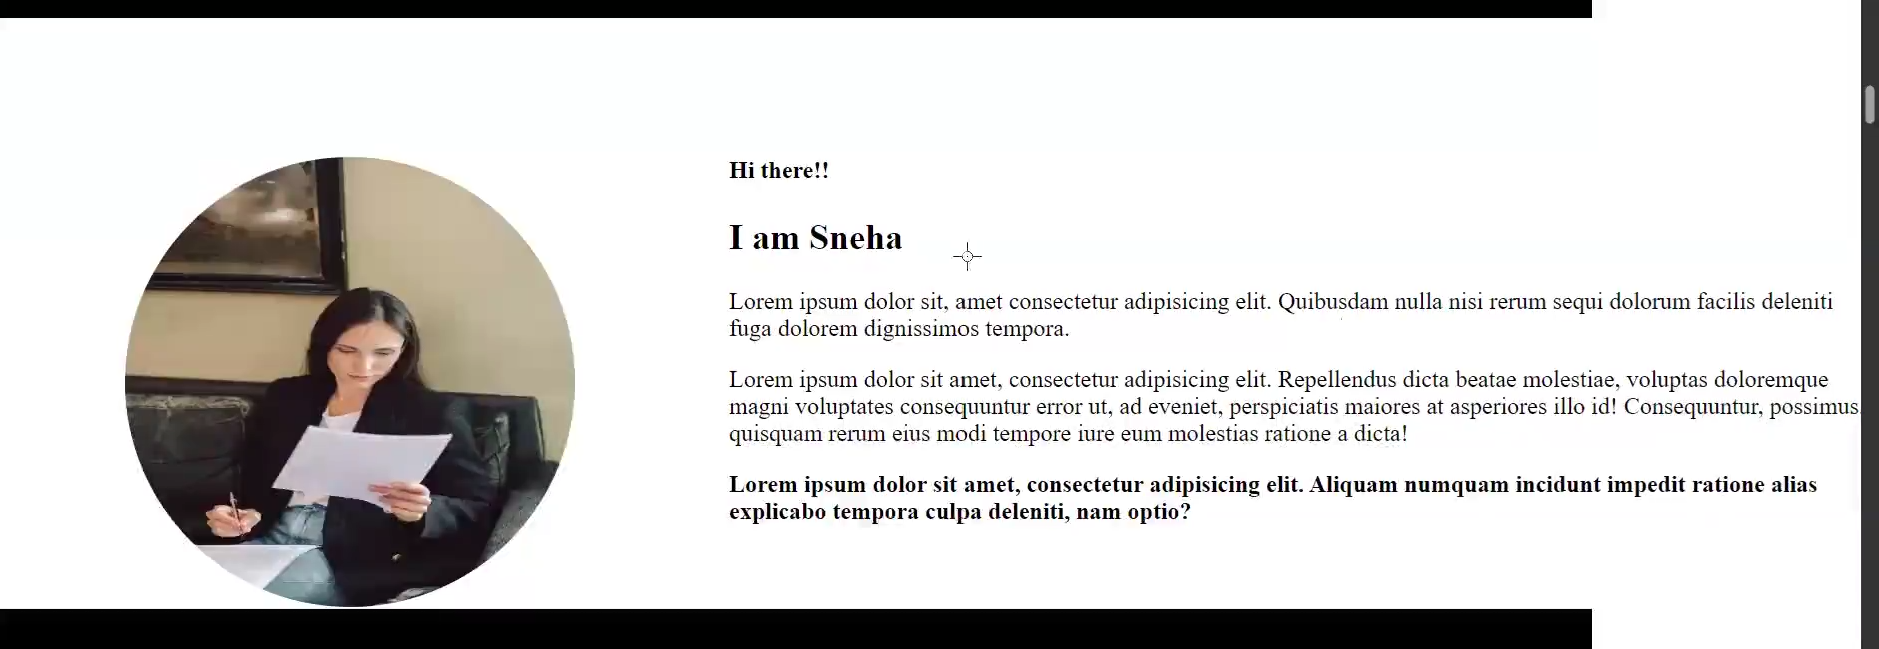 Hi there!!
I am Sneha
Lorem ipsum dolor sit, amet consectetur adipisicing elit. Quibusdam nulla nisi rerum sequi dolorum facilis deleniti
fuga dolorem dignissimos tempora.
Lorem ipsum dolor sit amet, consectetur adipisicing elit. Repellendus dicta beatae molestiae, voluptas doloremque
magni voluptates consequuntur error ut, ad eveniet, perspiciatis maiores at asperiores illo id! Consequuntur, possimus
quisquam rerum eius modi tempore iure eum molestias ratione a dicta!
Lorem ipsum dolor sit amet, consectetur adipisicing elit. Aliquam numquam incidunt impedit ratione alias
explicabo tempora culpa deleniti, nam optio?